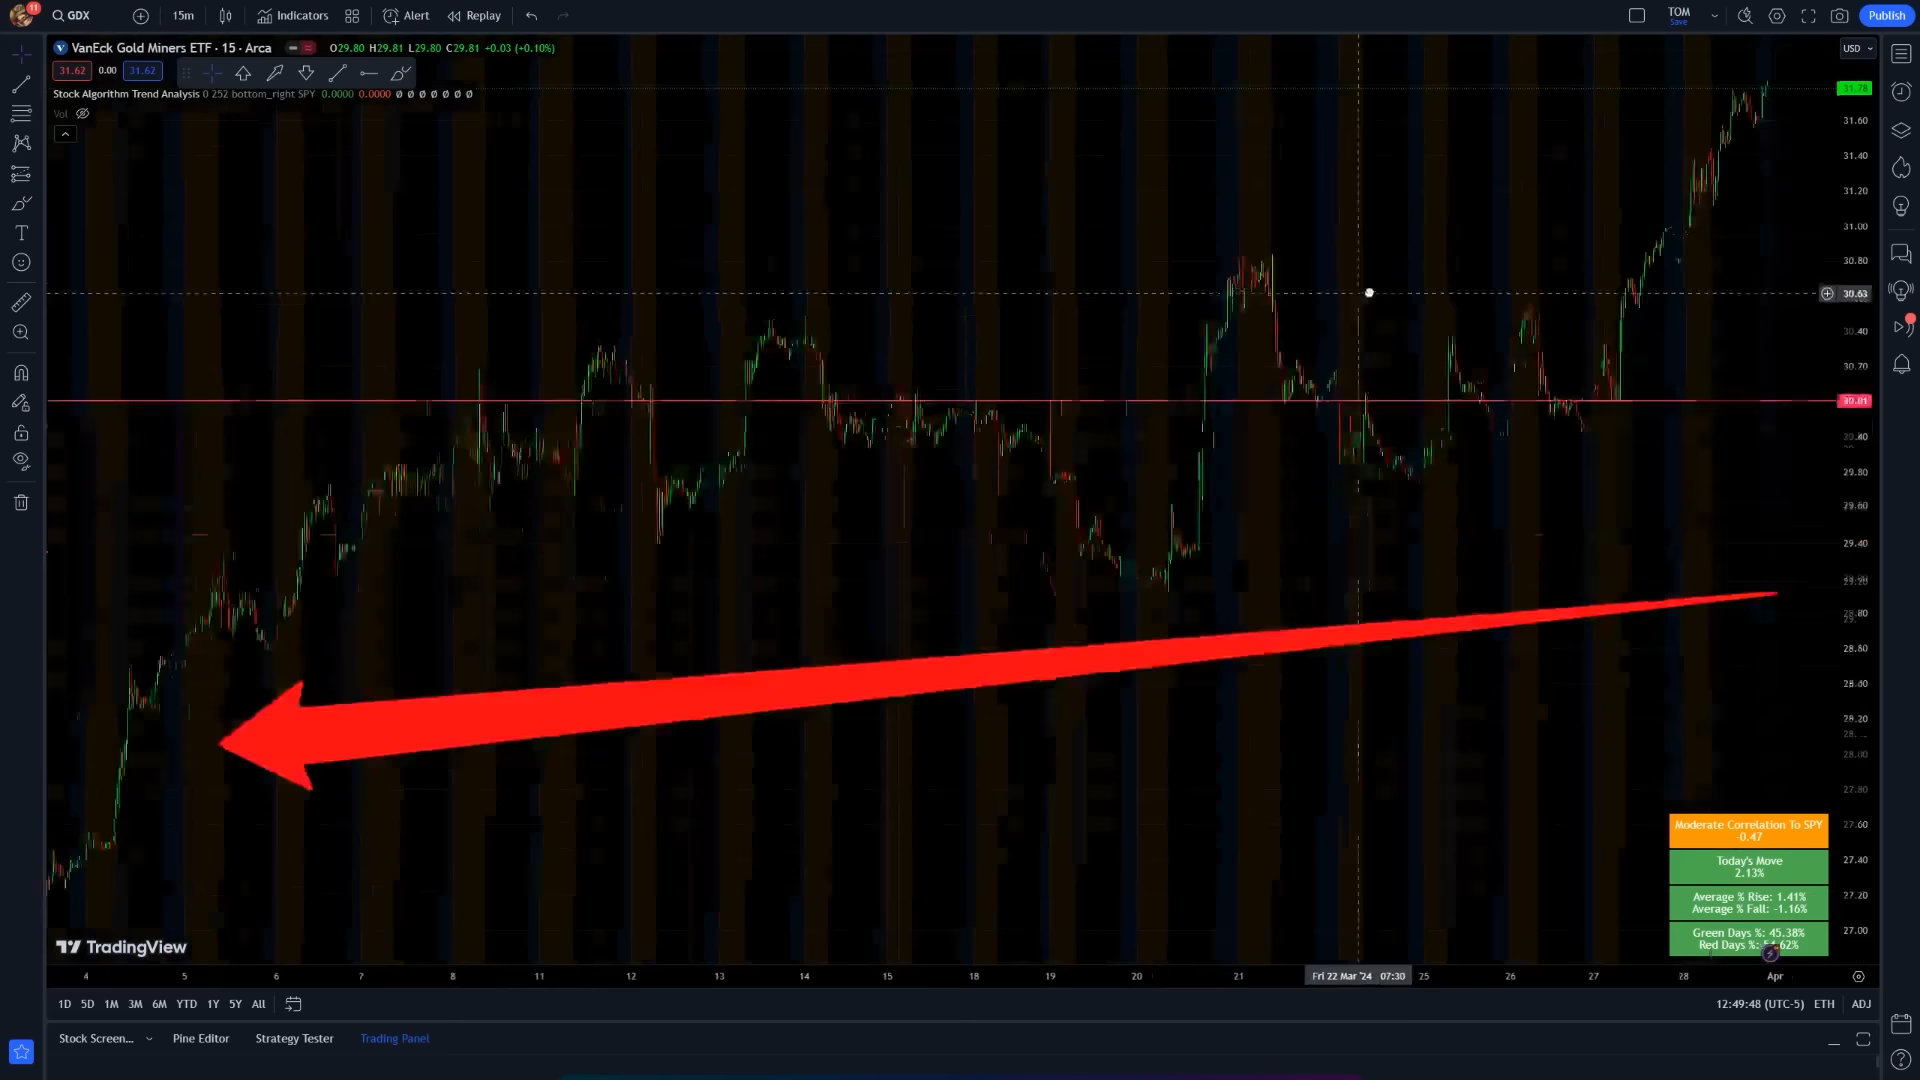 11
GDX
15m
Indicators
Alert
Replay
TOM
Save
Publish
VanEck Gold Miners ETF · 15 · Arca
O29.80 H29.81 L29.80 C29.81 +0.03 (+0.10%)
USD
31.62 0.00 31.62
Stock Algorithm Trend Analysis 0 252 bottom_right SPY 0.0000 0.0000 Ø Ø Ø Ø Ø Ø Ø
Vol
31.78
31.60
31.40
31.20
31.00
30.80
30.63
30.40
29.80
29.40
28.80
28.20
28.00
27.80
27.60
27.40
27.20
27.00
Moderate Correlation To SPY
-0.47
Today's Move
2.13%
Average % Rise: 1.41%
Average % Fall: -1.16%
Green Days %: 45.38%
Red Days %:
TradingView
4 5 6 7 8 11 12 13 14 15 18 19 20 21 Fri 22 Mar '24 07:30 25 26 27 28 Apr
1D 5D 1M 3M 6M YTD 1Y 5Y All
12:49:48 (UTC-5) ETH ADJ
Stock Screen... Pine Editor Strategy Tester Trading Panel